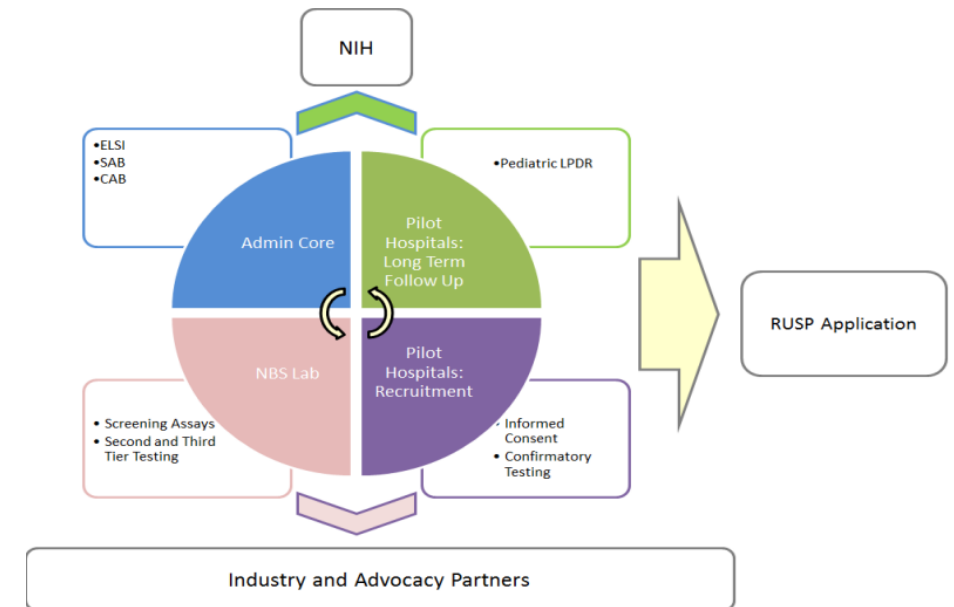 NIH
•ELSI
•SAB
•CAB
•Pediatric LPDR
Admin Core
Pilot
Hospitals:
Long Term
Follow Up
RUSP Application
NBS Lab
Pilot
Hospitals:
Recruitment
• Screening Assays
• Second and Third
Tier Testing
• Informed
Consent
• Confirmatory
Testing
Industry and Advocacy Partners